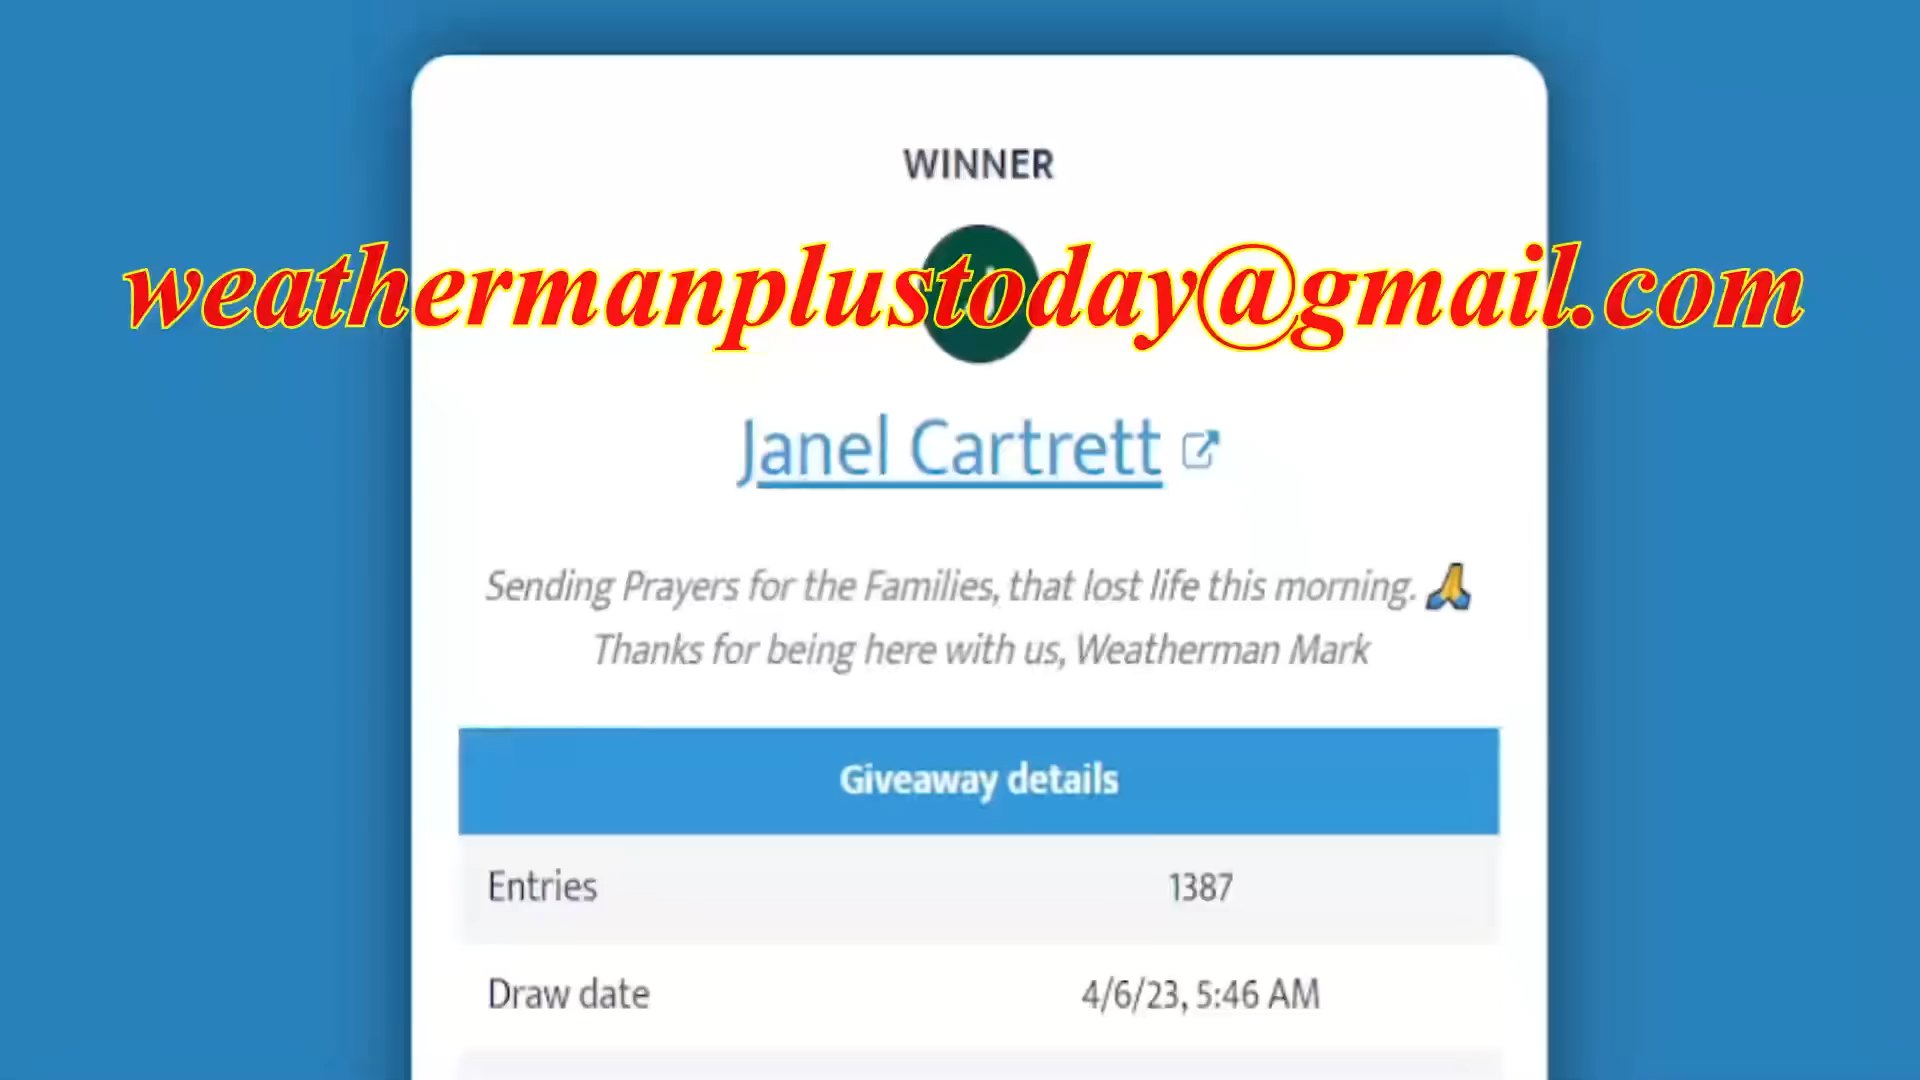 WINNER
weathermanplustoday@gmail.com
Janel Cartrett
Sending Prayers for the Families, that lost life this morning. 🙏
Thanks for being here with us, Weatherman Mark
Giveaway details
Entries 1387
Draw date 4/6/23, 5:46 AM